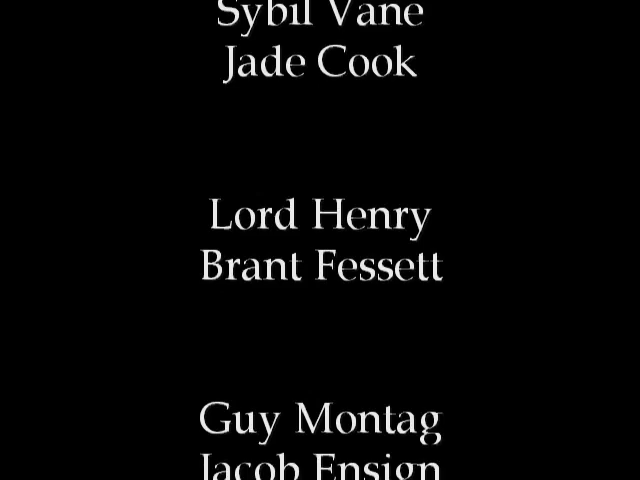 Sybil Vane
Jade Cook
Lord Henry
Brant Fessett
Guy Montag
Jacob Ensign